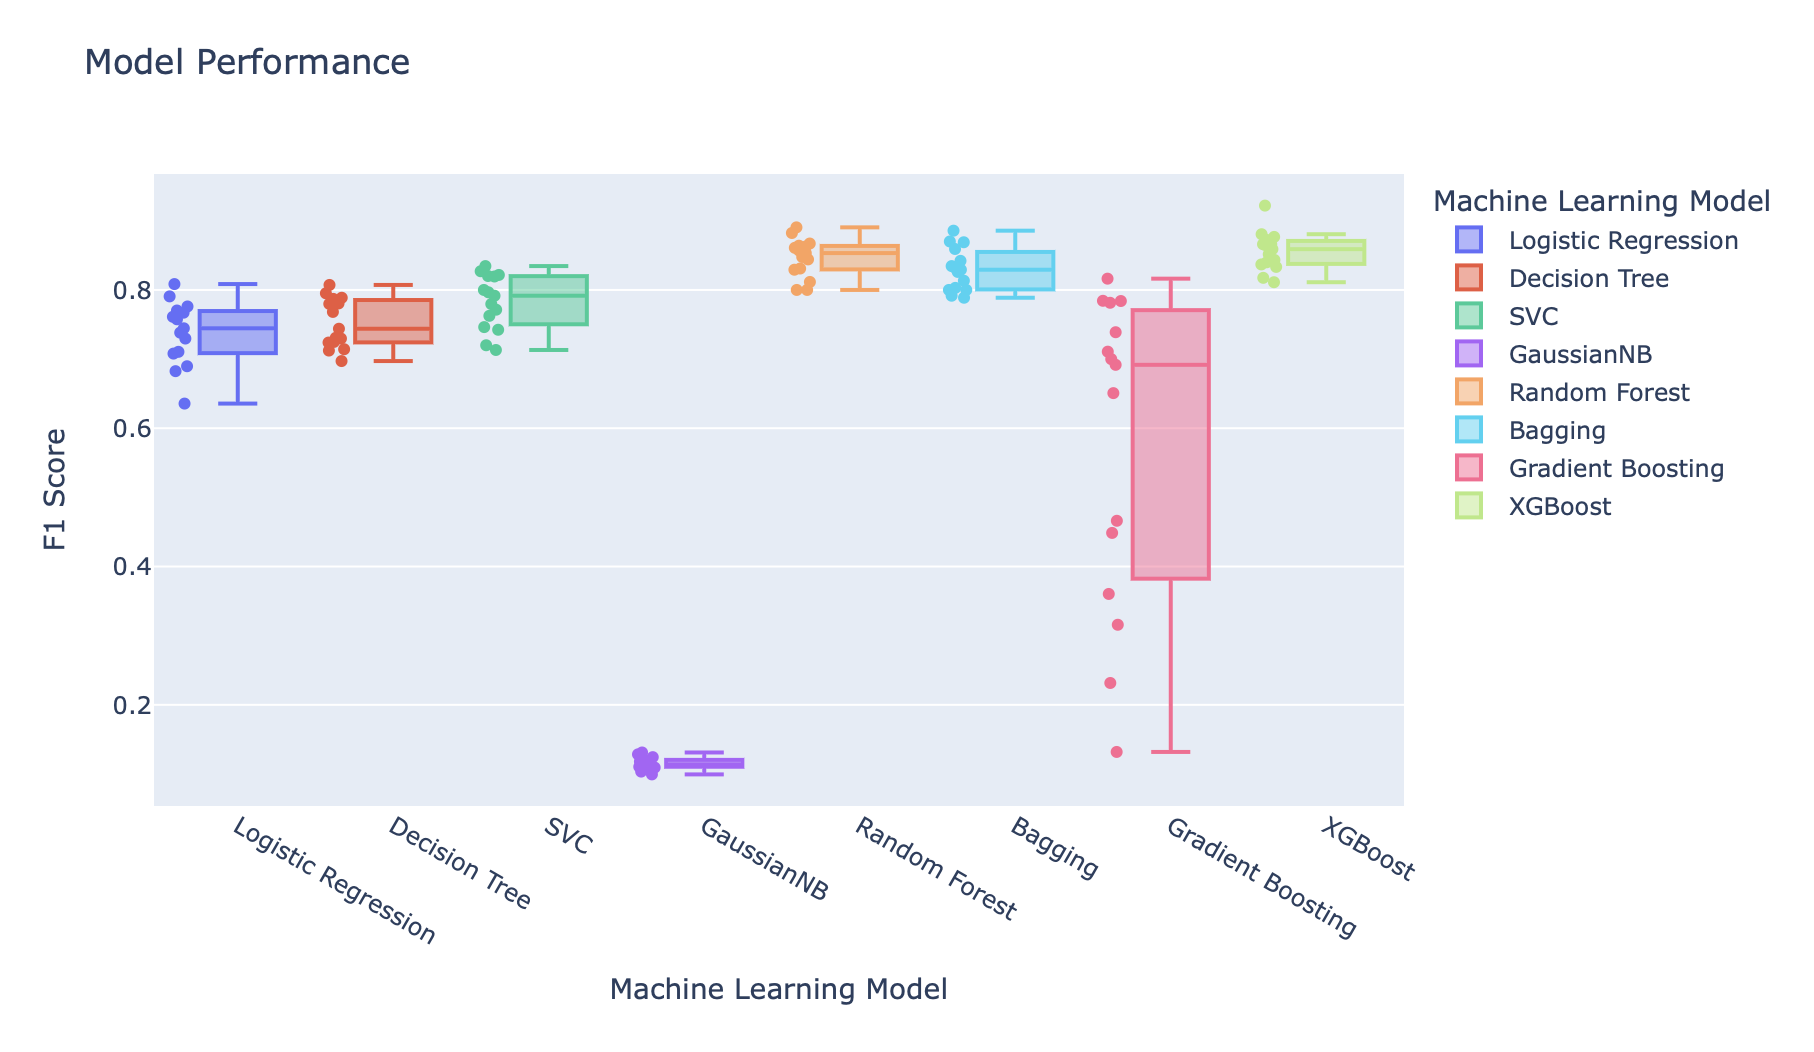 Model Performance
Machine Learning Model
Logistic Regression
Decision Tree
SVC
GaussianNB
Random Forest
Bagging
Gradient Boosting
XGBoost
F1 Score
0.8
0.6
0.4
0.2
Logistic Regression
Decision Tree
SVC
GaussianNB
Random Forest
Bagging
Gradient Boosting
XGBoost
Machine Learning Model